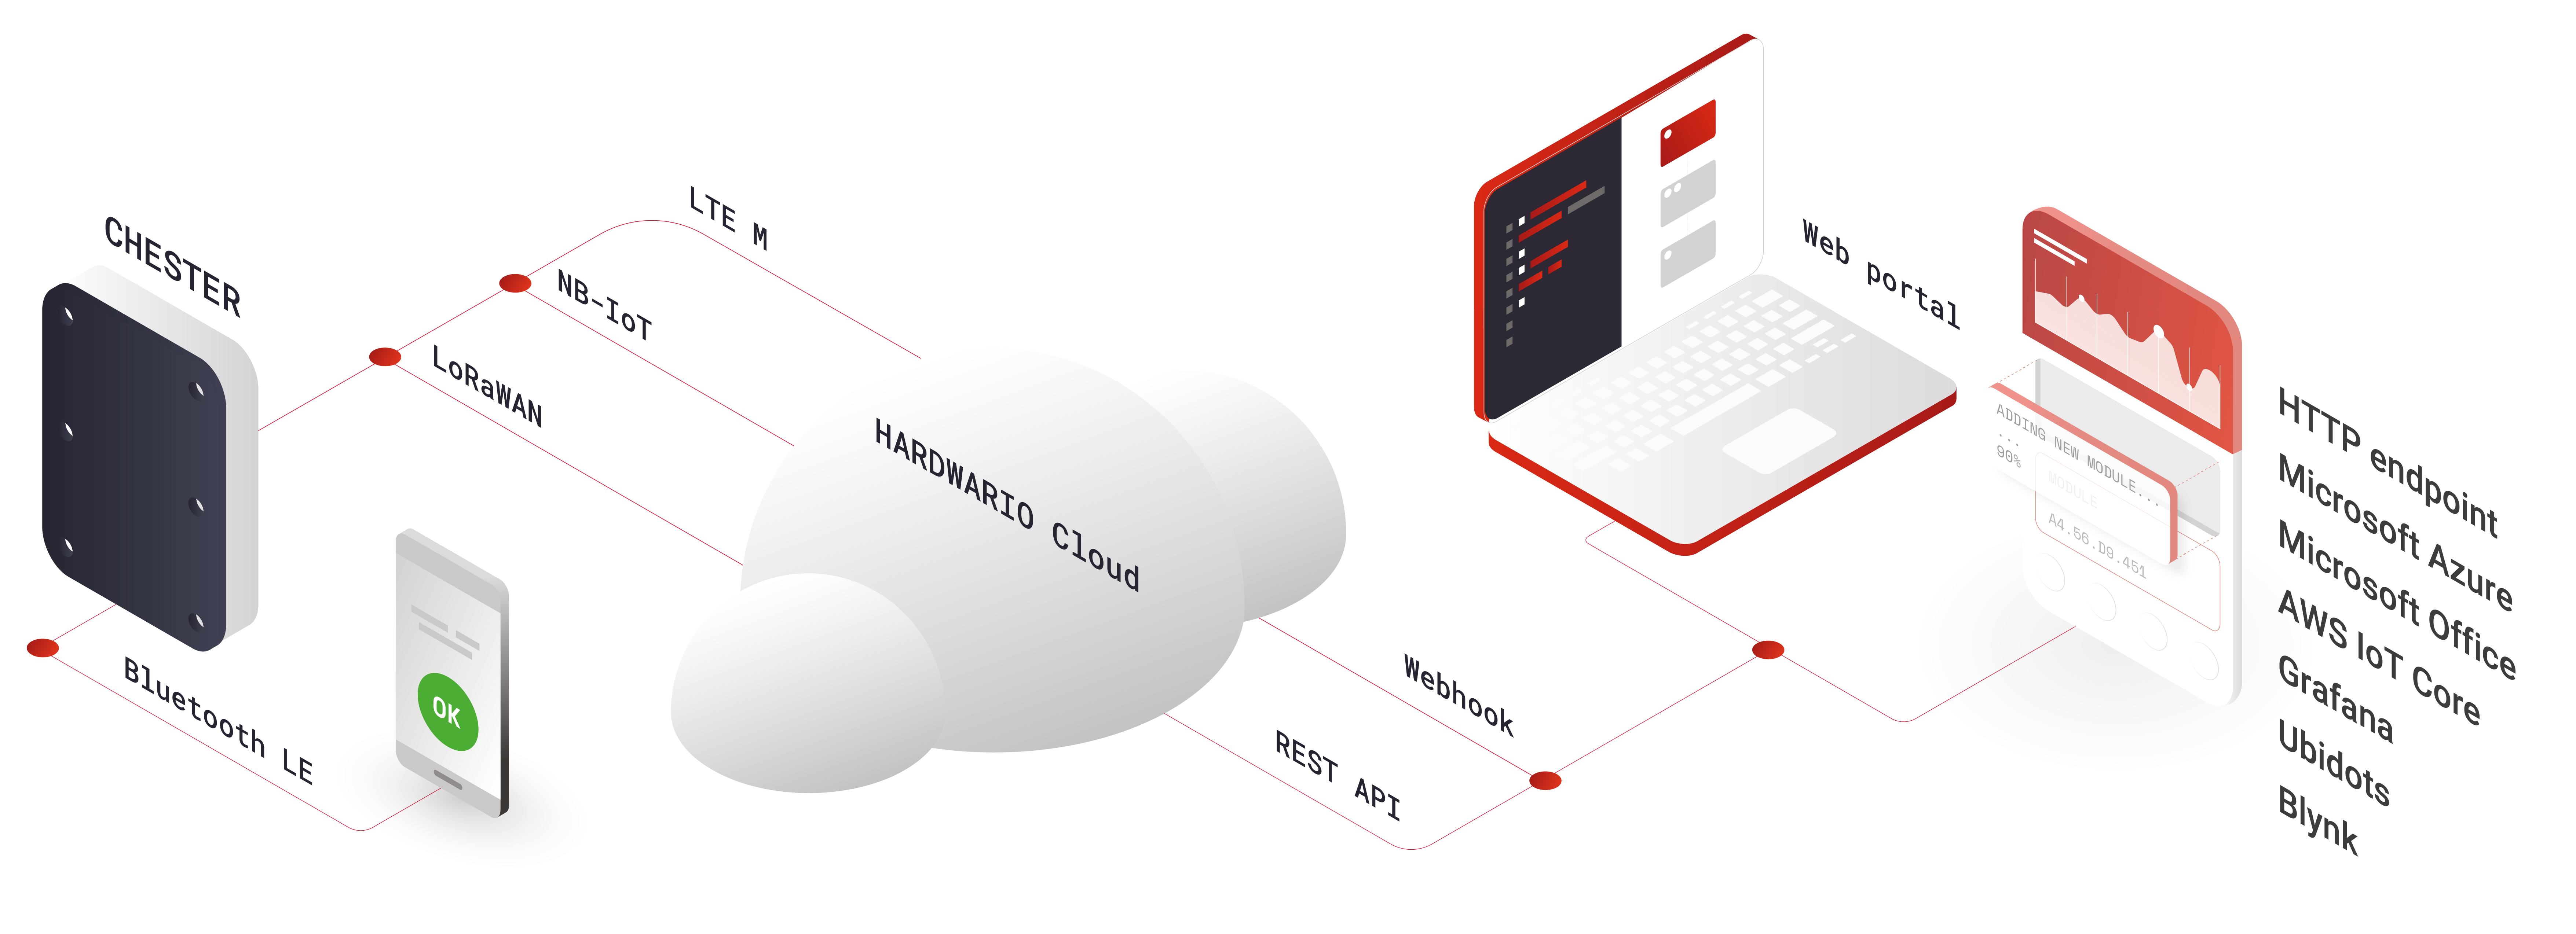 CHESTER
LTE M
NB-IoT
LoRaWAN
Bluetooth LE
OK
HARDWARIO Cloud
Webhook
REST API
Web portal
ADDING NEW MODULE...
...
90%
MODULE
A4.56.D9.451
HTTP endpoint
Microsoft Azure
Microsoft Office
AWS IoT Core
Grafana
Ubidots
Blynk